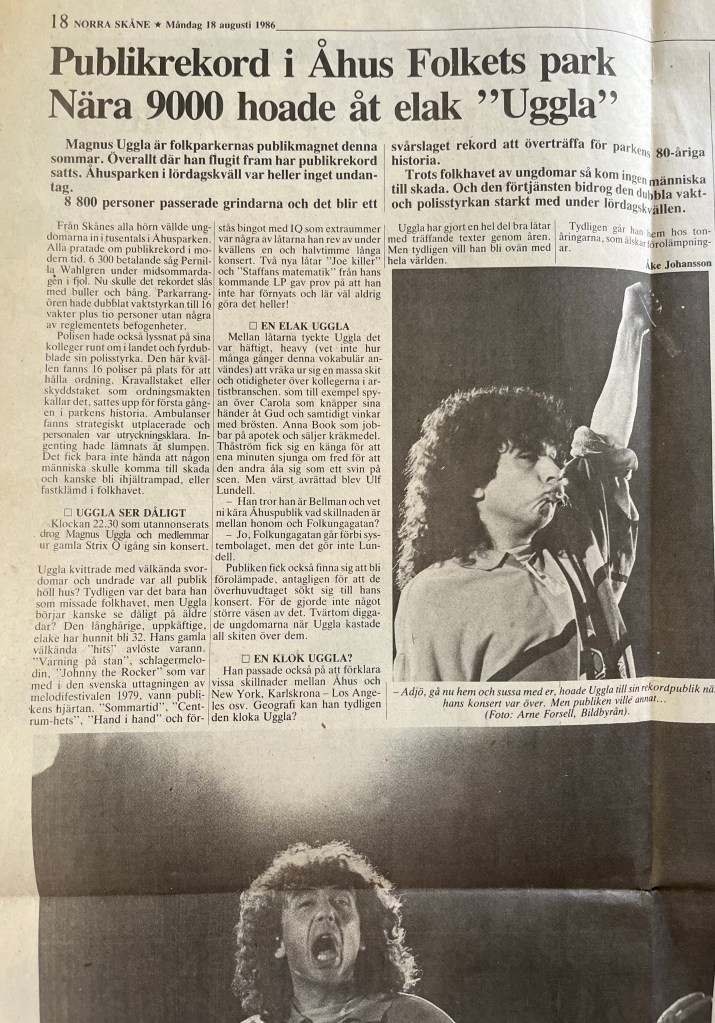 18 NORRA SKÅNE ★ Måndag 18 augusti 1986
Publikrekord i Åhus Folkets park
Nära 9000 hoade åt elak ”Uggla”
Magnus Uggla är folkparkernas publikmagnet denna
sommar. Överallt där han flugit fram har publikrekord
satts. Åhusparken i lördagskväll var heller inget undan-
tag.
8 800 personer passerade grindarna och det blir ett
svårslaget rekord att överträffa för parkens 80-åriga
historia.
Trots folkhavet av ungdomar så kom ingen människa
till skada. Och den förtjänsten bidrog den dubbla vakt-
och polisstyrkan starkt med under lördagskvällen.
Från Skånes alla hörn vällde ung-
domarna in i tusentals i Åhusparken.
Alla pratade om publikrekord i mo-
dern tid. 6 300 betalande såg Pernil-
la Wahlgren under midsommarda-
gen i fjol. Nu skulle det rekordet slås
med buller och bång. Parkarrang-
ören hade dubblat vaktstyrkan till 16
vakter plus tio personer utan några
av reglementets befogenheter.
Polisen hade också lyssnat på sina
kolleger runt om i landet och fyrdub-
blade sin polisstyrka. Den här kväl-
len fanns 16 poliser på plats för att
hålla ordning. Kravallstaket eller
skyddstaket som ordningsmakten
kallar det, sattes upp för första gång-
en i parkens historia. Ambulanser
fanns strategiskt utplacerade och
personalen var utryckningsklara. In-
genting hade lämnats åt slumpen.
Det fick bara inte hända att någon
människa skulle komma till skada
och kanske bli ihjältrampad, eller
fastklämd i folkhavet.
□ UGGLA SER DÅLIGT
Klockan 22.30 som utannonserats
drog Magnus Uggla och medlemmar
ur gamla Strix Q igång sin konsert.
Uggla kvittrade med välkända svor-
domar och undrade var all publik
höll hus? Tydligen var det bara han
som missade folkhavet, men Uggla
börjar kanske se dåligt på äldre
dar? Den långhårige, uppkäftige,
elake har hunnit bli 32. Hans gamla
välkända ”hits” avlöste varann.
”Varning på stan”, schlagermelo-
din, ”Johnny the Rocker” som var
med i den svenska uttagningen av
melodifestivalen 1979, vann publi-
kens hjärtan. ”Sommartid”, ”Cent-
rum-hets”, ”Hand i hand” och för-
stås bingot med IQ som extraummer
var några av låtarna han rev av under
kvällens en och halvtimme långa
konsert. Två nya låtar ”Joe killer”
och ”Staffans matematik” från hans
kommande LP gav prov på att han
inte har förnyats och lär väl aldrig
göra det heller!
□ EN ELAK UGGLA
Mellan låtarna tyckte Uggla det
var häftigt, heavy (vet inte hur
många gånger denna vokabulär an-
vändes) att vräka ur sig en massa skit
och otidigheter över kollegerna i ar-
tistbranschen, som till exempel spy-
an över Carola som knäpper sina
händer åt Gud och samtidigt vinkar
med brösten. Anna Book som job-
bar på apotek och säljer kräkmedel.
Thåström fick sig en känga för att
ena minuten sjunga om fred för att
den andra åla sig som ett svin på
scen. Men värst avrättad blev Ulf
Lundell.
– Han tror han är Bellman och vet
ni kära Åhuspublik vad skillnaden är
mellan honom och Folkungagatan?
– Jo, Folkungagatan går förbi sys-
tembolaget, men det gör inte Lun-
dell.
Publiken fick också finna sig att bli
förolämpade, antagligen för att de
överhuvudtaget sökt sig till hans
konsert. För de gjorde inte något
större väsen av det. Tvärtom digga-
de ungdomarna när Uggla kastade
all skiten över dem.
□ EN KLOK UGGLA?
Han passade också på att förklara
vissa skillnader mellan Åhus och
New York, Karlskrona – Los Ange-
les osv. Geografi kan han tydligen
den kloka Uggla?
Uggla har gjort en hel del bra låtar
med träffande texter genom åren.
Men tydligen vill han bli ovän med
hela världen.
Tydligen går han hem hos ton-
åringarna, som älskar förolämpning-
ar.
Åke Johansson
– Adjö, gå nu hem och sussa med er, hoade Uggla till sin rekordpublik nä
hans konsert var över. Men publiken ville annat...
(Foto: Arne Forsell, Bildbyrån).